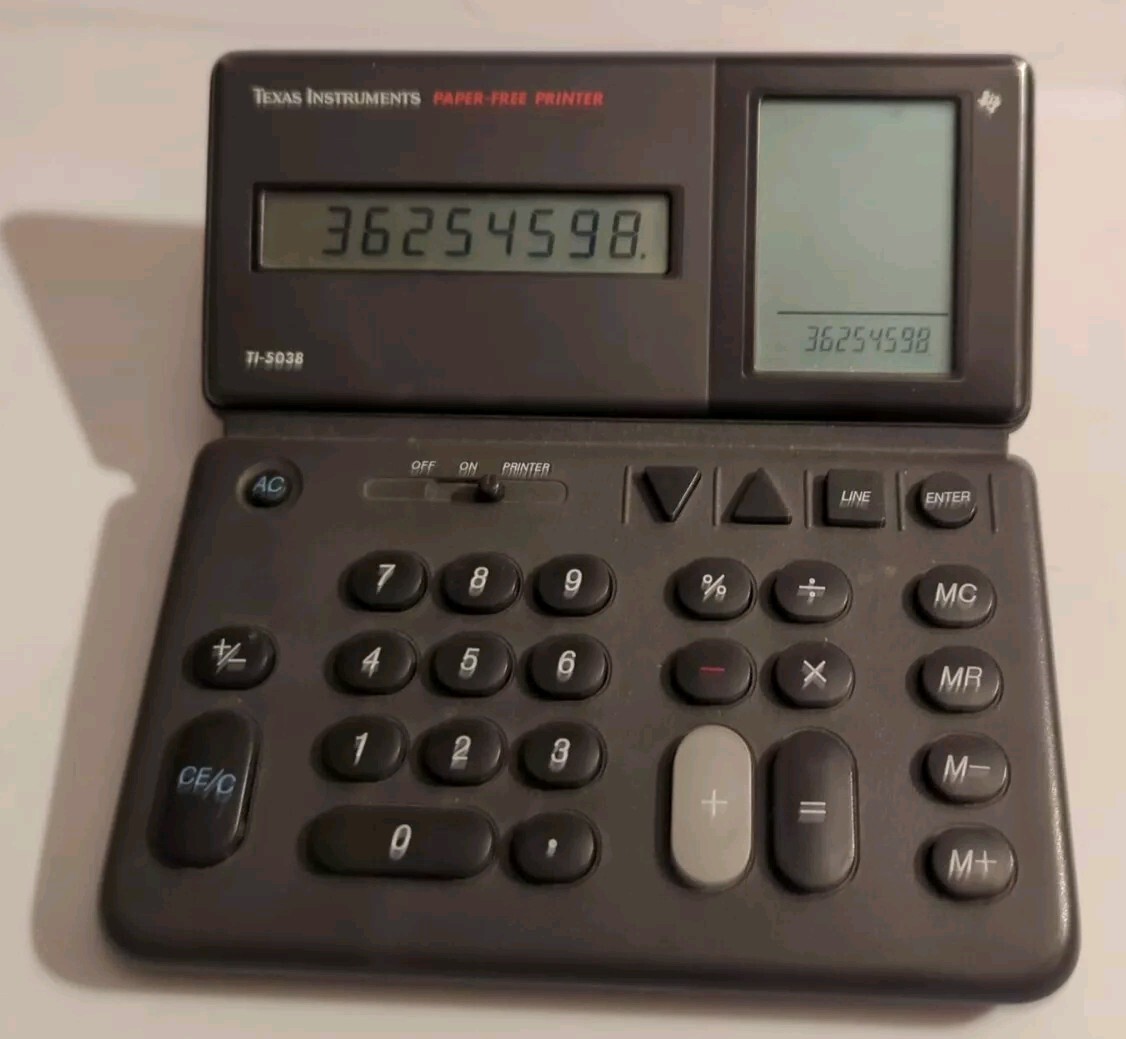 TEXAS INSTRUMENTS PAPER-FREE PRINTER
36254598.
36254598
TI-5038
AC OFF ON PRINTER LINE ENTER
7 8 9 % ÷ MC
+/− 4 5 6 − × MR
CE/C 1 2 3 + = M−
0 . M+